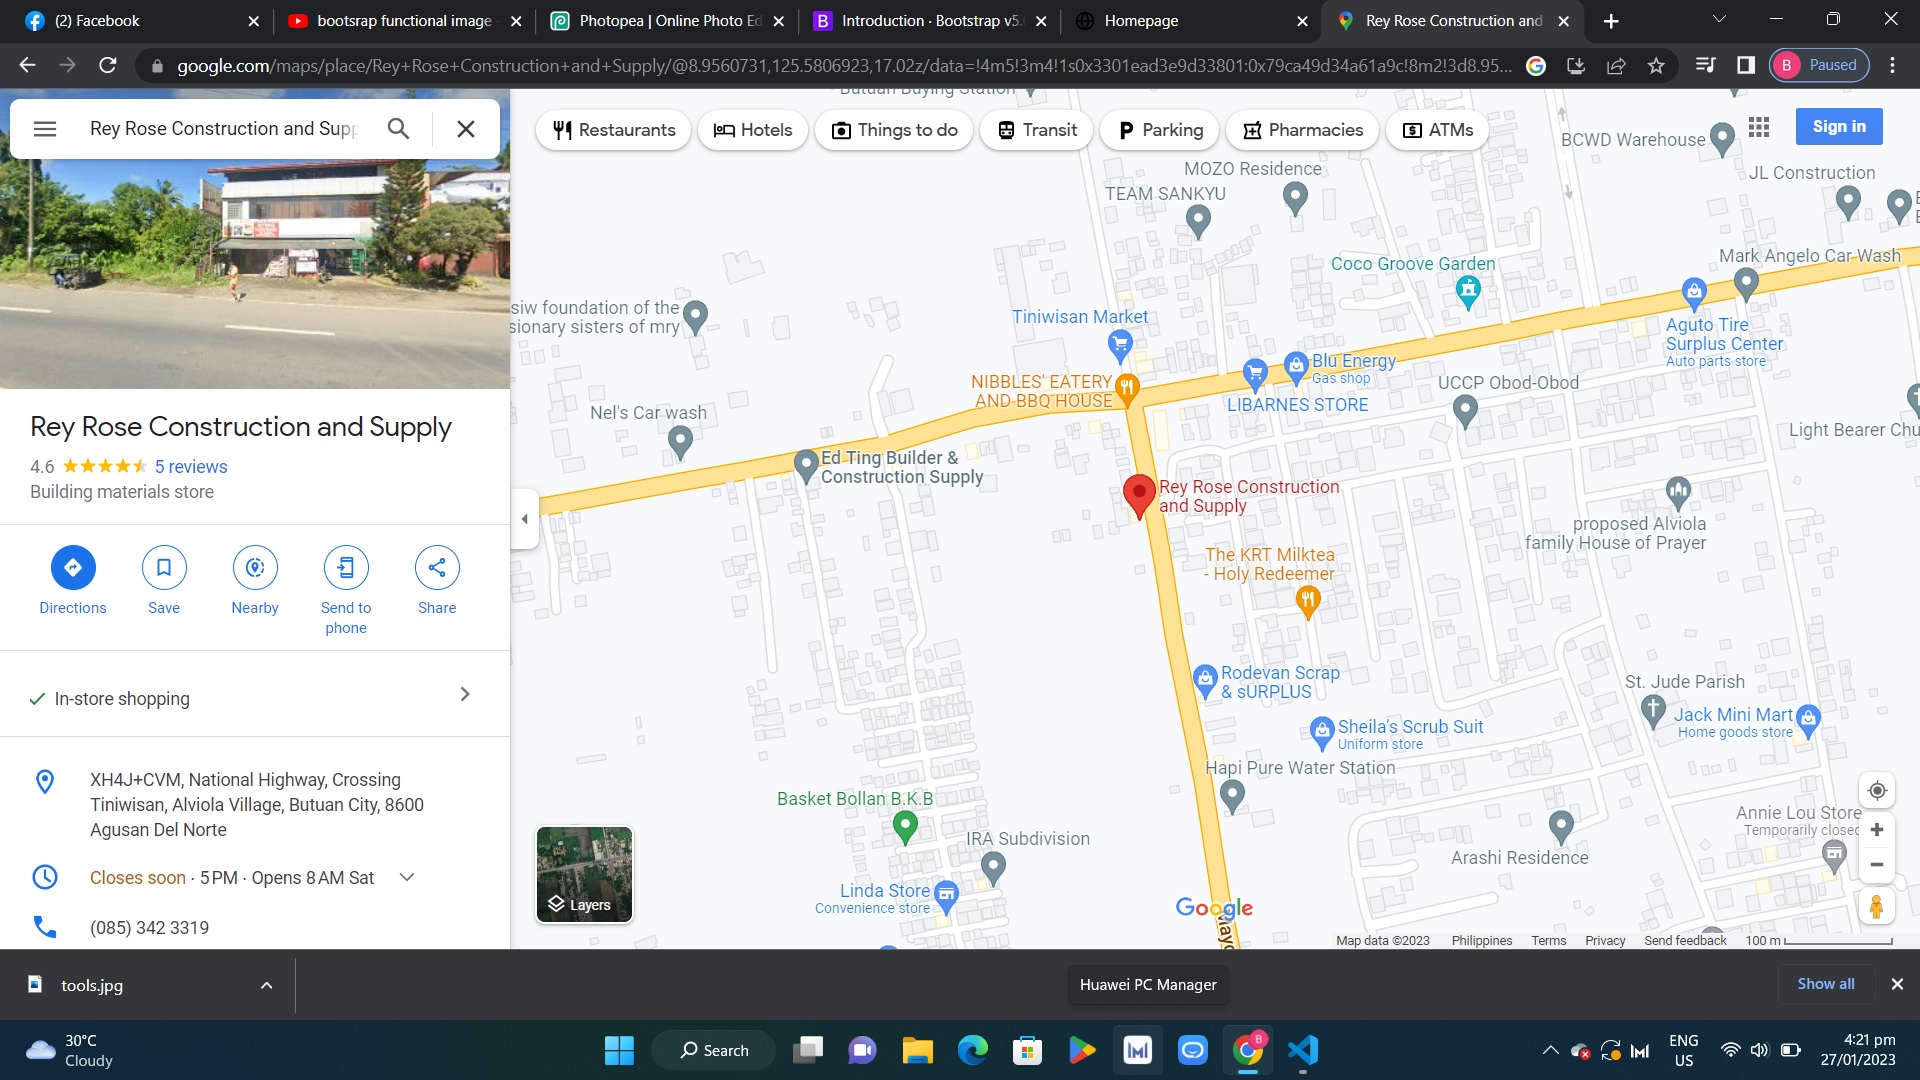 (2) Facebook
bootsrap functional image
Photopea | Online Photo Ed
Introduction · Bootstrap v5.
Homepage
Rey Rose Construction and
google.com/maps/place/Rey+Rose+Construction+and+Supply/@8.9560731,125.5806923,17.02z/data=!4m5!3m4!1s0x3301ead3e9d33801:0x79ca49d34a61a9c!8m2!3d8.95...
B Paused
Rey Rose Construction and Supp
Restaurants
Hotels
Things to do
Transit
Parking
Pharmacies
ATMs
Sign in
Butuan Buying Station
BCWD Warehouse
MOZO Residence
JL Construction
TEAM SANKYU
Mark Angelo Car Wash
Coco Groove Garden
siw foundation of the
sionary sisters of mry
Tiniwisan Market
Aguto Tire
Surplus Center
Auto parts store
Blu Energy
Gas shop
NIBBLES' EATERY
AND BBQ HOUSE
UCCP Obod-Obod
LIBARNES STORE
Nel's Car wash
Light Bearer Chu
Ed Ting Builder &
Construction Supply
Rey Rose Construction
and Supply
proposed Alviola
family House of Prayer
The KRT Milktea
- Holy Redeemer
Rodevan Scrap
& sURPLUS
St. Jude Parish
Jack Mini Mart
Home goods store
Sheila's Scrub Suit
Uniform store
Hapi Pure Water Station
Basket Bollan B.K.B
Annie Lou Store
Temporarily closed
IRA Subdivision
Arashi Residence
Linda Store
Convenience store
Layers
Google
Map data ©2023
Philippines
Terms
Privacy
Send feedback
100 m
Rey Rose Construction and Supply
4.6
5 reviews
Building materials store
Directions
Save
Nearby
Send to
phone
Share
In-store shopping
XH4J+CVM, National Highway, Crossing
Tiniwisan, Alviola Village, Butuan City, 8600
Agusan Del Norte
Closes soon · 5 PM · Opens 8 AM Sat
(085) 342 3319
tools.jpg
Huawei PC Manager
Show all
30°C
Cloudy
Search
ENG
US
4:21 pm
27/01/2023